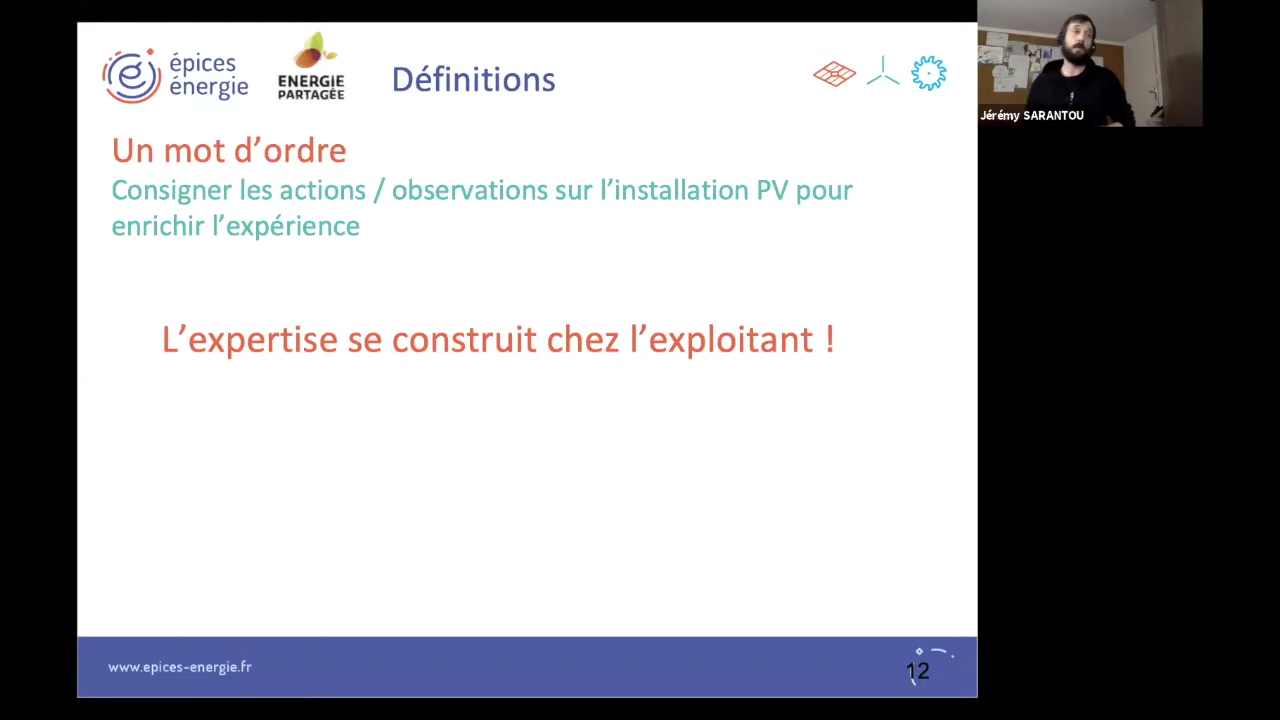 épices
énergie
ENERGIE
PARTAGÉE
Définitions
Jérémy SARANTOU
Un mot d’ordre
Consigner les actions / observations sur l’installation PV pour
enrichir l’expérience
L’expertise se construit chez l’exploitant !
www.epices-energie.fr
12